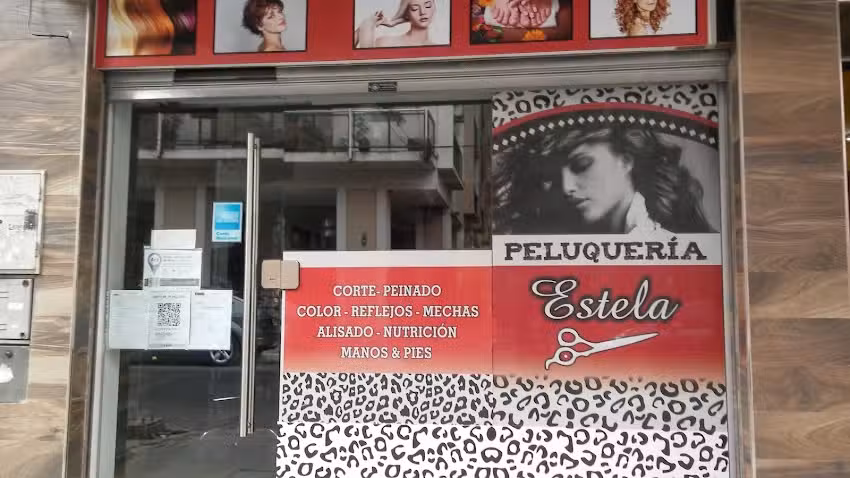 PELUQUERÍA
Estela
CORTE- PEINADO
COLOR - REFLEJOS - MECHAS
ALISADO - NUTRICIÓN
MANOS & PIES